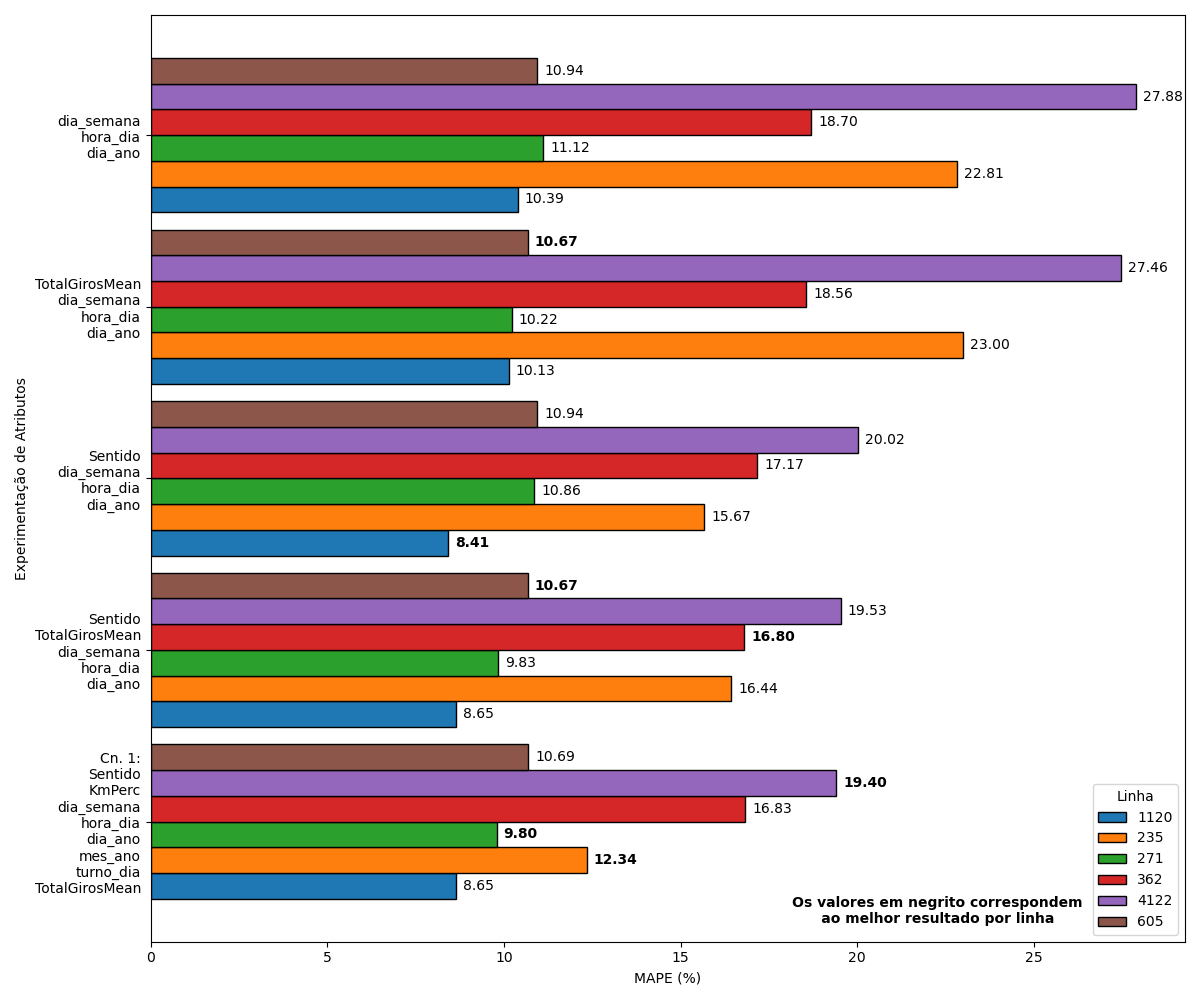 Experimentação de Atributos
dia_semana
hora_dia
dia_ano
10.94
27.88
18.70
11.12
22.81
10.39
TotalGirosMean
dia_semana
hora_dia
dia_ano
10.67
27.46
18.56
10.22
23.00
10.13
Sentido
dia_semana
hora_dia
dia_ano
10.94
20.02
17.17
10.86
15.67
8.41
Sentido
TotalGirosMean
dia_semana
hora_dia
dia_ano
10.67
19.53
16.80
9.83
16.44
8.65
Cn. 1:
Sentido
KmPerc
dia_semana
hora_dia
dia_ano
mes_ano
turno_dia
TotalGirosMean
10.69
19.40
16.83
9.80
12.34
8.65
Linha
1120
235
271
362
4122
605
Os valores em negrito correspondem
ao melhor resultado por linha
0 5 10 15 20 25
MAPE (%)